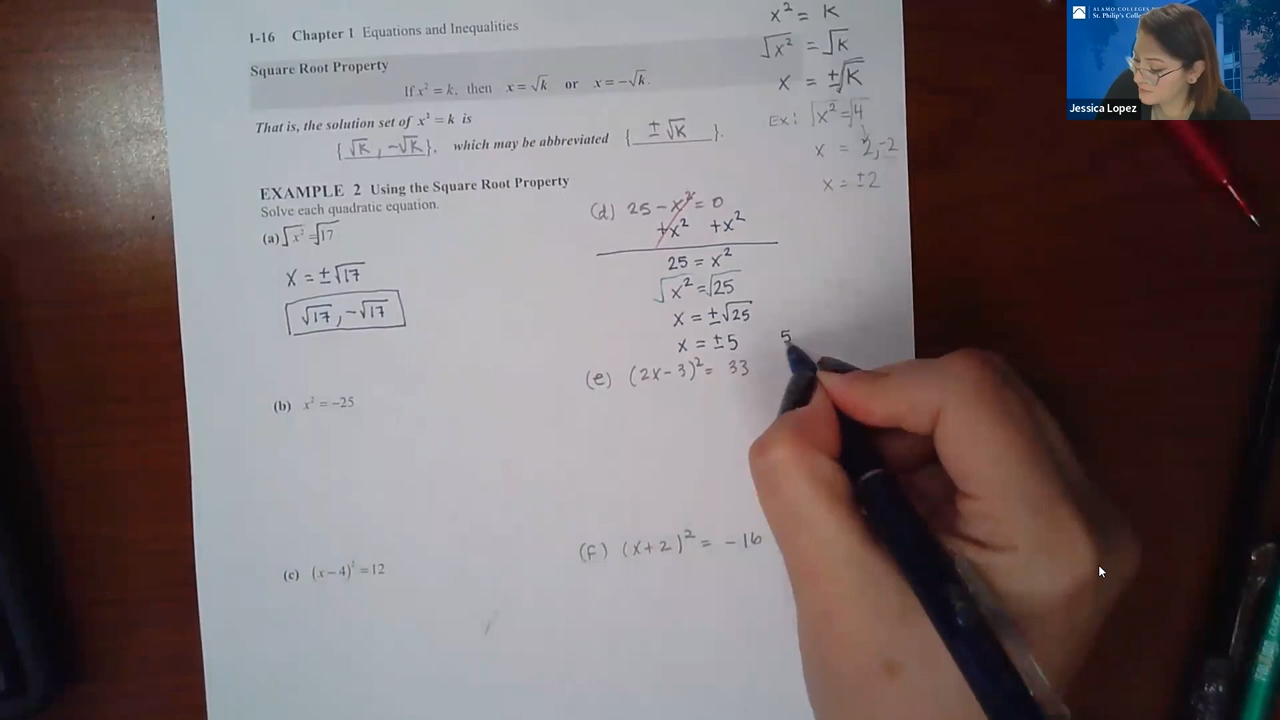 1-16 Chapter 1 Equations and Inequalities
Square Root Property
If x² = k, then x = √k or x = -√k.
That is, the solution set of x² = k is
{ √K, -√K }, which may be abbreviated { ± √K }.
EXAMPLE 2 Using the Square Root Property
Solve each quadratic equation.
(a) √x² = √17
x = ±√17
√17, -√17
(b) x² = -25
(c) (x - 4)² = 12
(d) 25 - x² = 0
+x² +x²
25 = x²
√x² = √25
x = ±√25
x = ±5
5
(e) (2x - 3)² = 33
(F) (x+2)² = -16
x² = K
√x² = √K
x = ±√K
Ex: √x² = √4
x = 2, -2
x = ±2
ALAMO COLLEGES
St. Philip's
Jessica Lopez